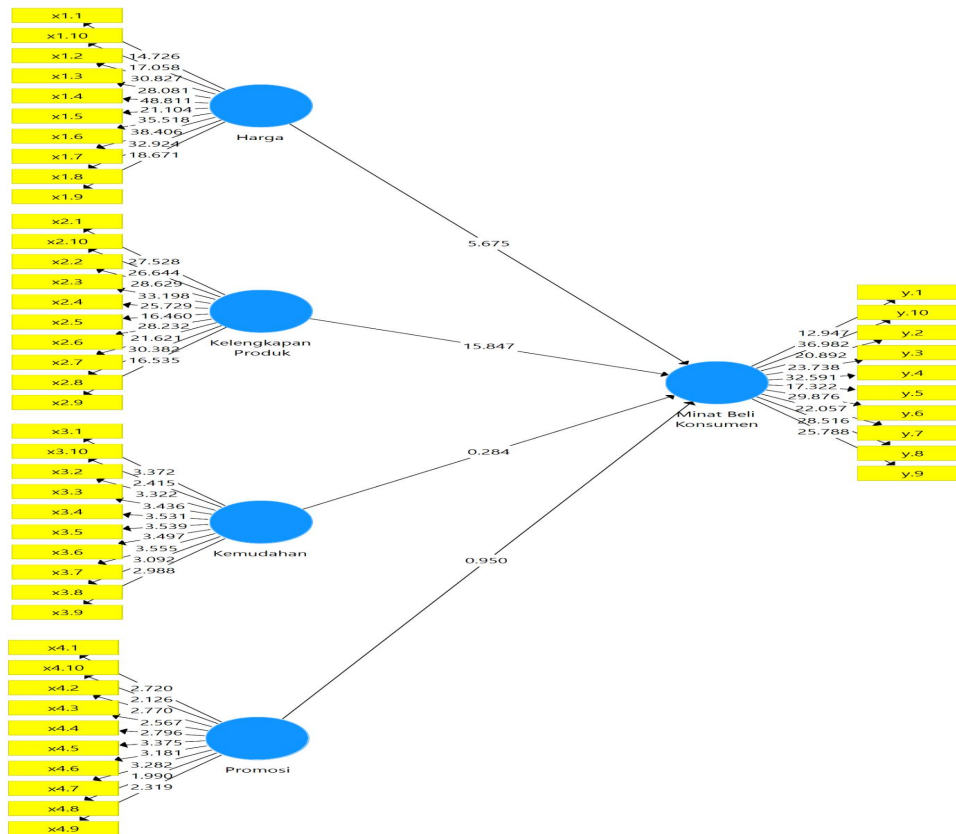 x1.1
x1.10
x1.2
x1.3
x1.4
x1.5
x1.6
x1.7
x1.8
x1.9
14.726
17.058
30.827
28.081
48.811
21.104
35.518
38.406
32.924
18.671
Harga
5.675
x2.1
x2.10
x2.2
x2.3
x2.4
x2.5
x2.6
x2.7
x2.8
x2.9
27.528
26.644
28.629
33.198
25.729
16.460
28.232
21.621
30.382
16.535
Kelengkapan
Produk
15.847
x3.1
x3.10
x3.2
x3.3
x3.4
x3.5
x3.6
x3.7
x3.8
x3.9
3.372
2.415
3.322
3.436
3.531
3.539
3.497
3.555
3.092
2.988
Kemudahan
0.284
x4.1
x4.10
x4.2
x4.3
x4.4
x4.5
x4.6
x4.7
x4.8
x4.9
2.720
2.126
2.770
2.567
2.796
3.375
3.181
3.282
1.990
2.319
Promosi
0.950
Minat Beli
Konsumen
12.947
36.982
20.892
23.738
32.591
17.322
29.876
22.057
28.516
25.788
y.1
y.10
y.2
y.3
y.4
y.5
y.6
y.7
y.8
y.9